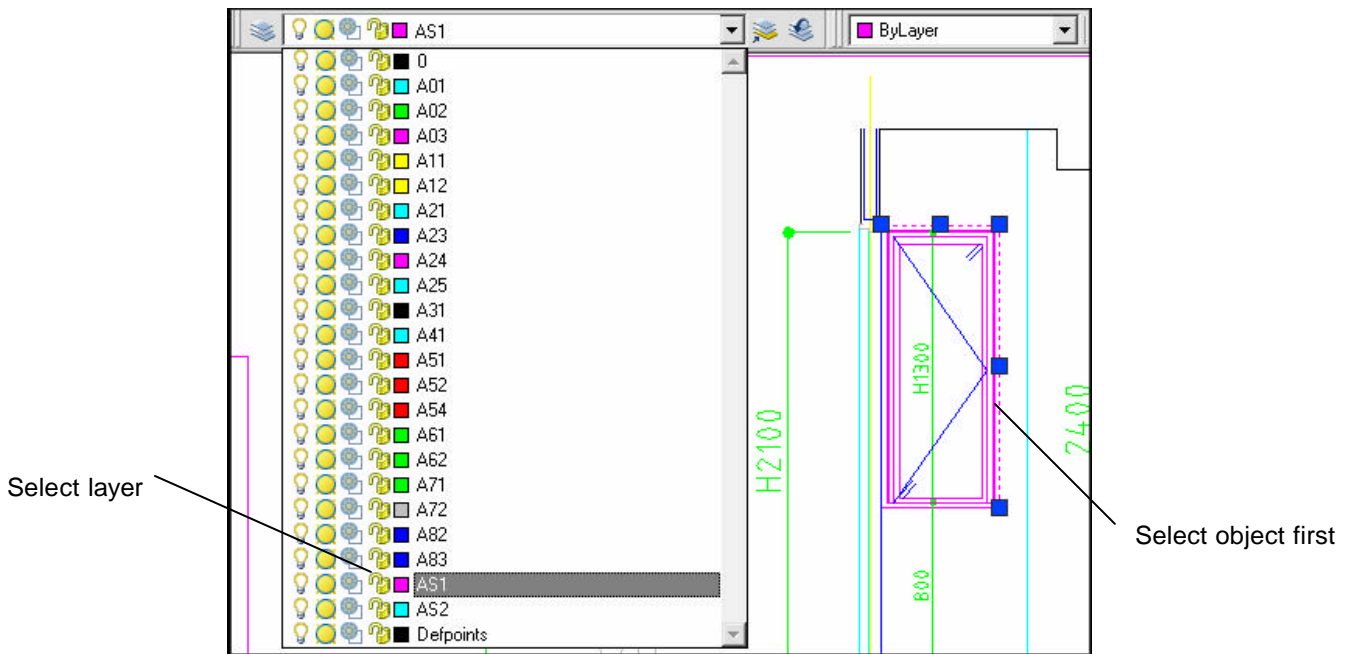 AS1
ByLayer
0
A01
A02
A03
A11
A12
A21
A23
A24
A25
A31
A41
A51
A52
A54
A61
A62
A71
A72
A82
A83
AS1
AS2
Defpoints
H2100
H1300
800
2400
Select layer
Select object first